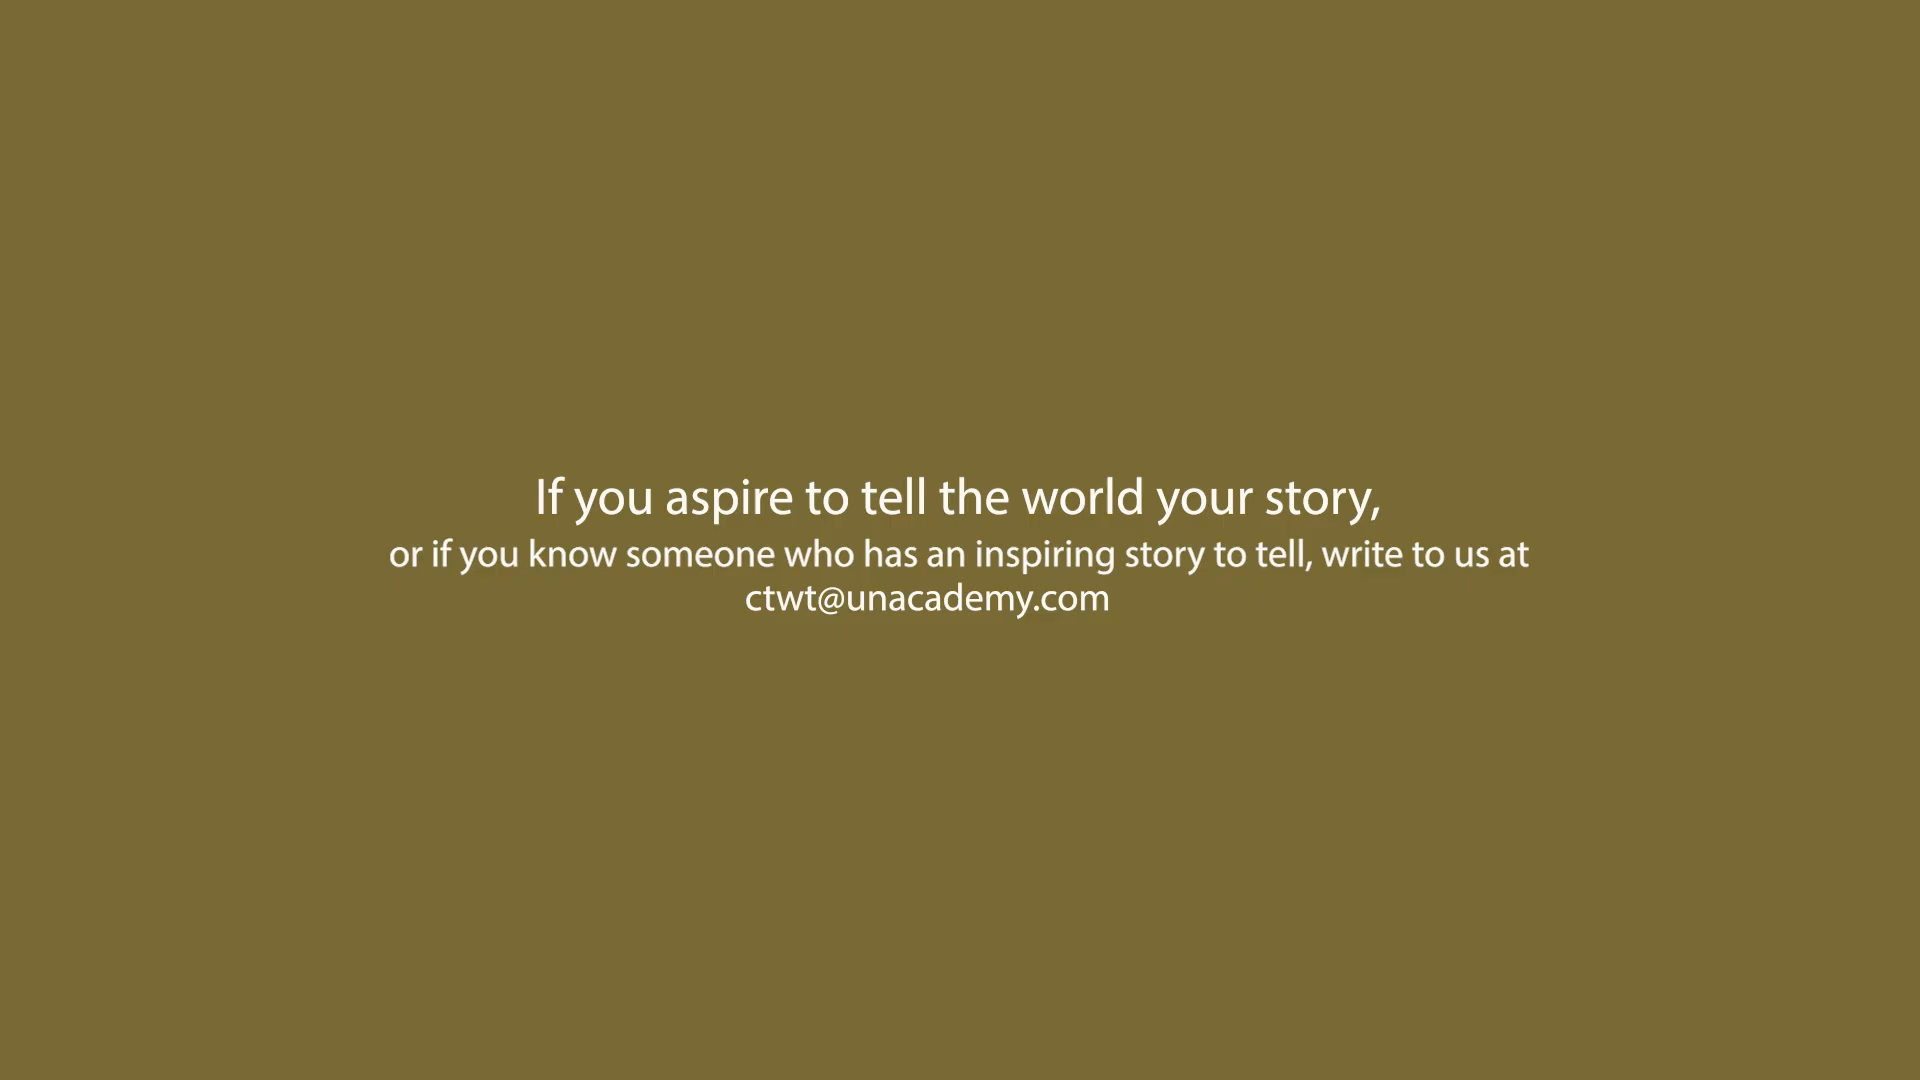 If you aspire to tell the world your story,
or if you know someone who has an inspiring story to tell, write to us at
ctwt@unacademy.com